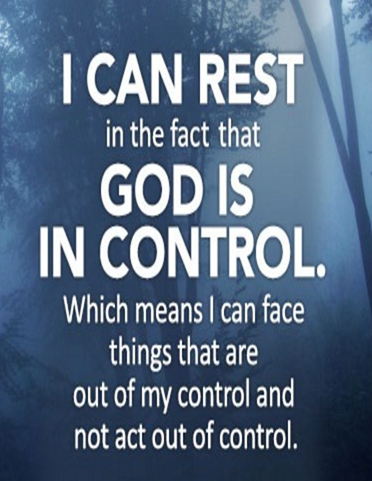 I CAN REST
in the fact that
GOD IS
IN CONTROL.
Which means I can face
things that are
out of my control and
not act out of control.